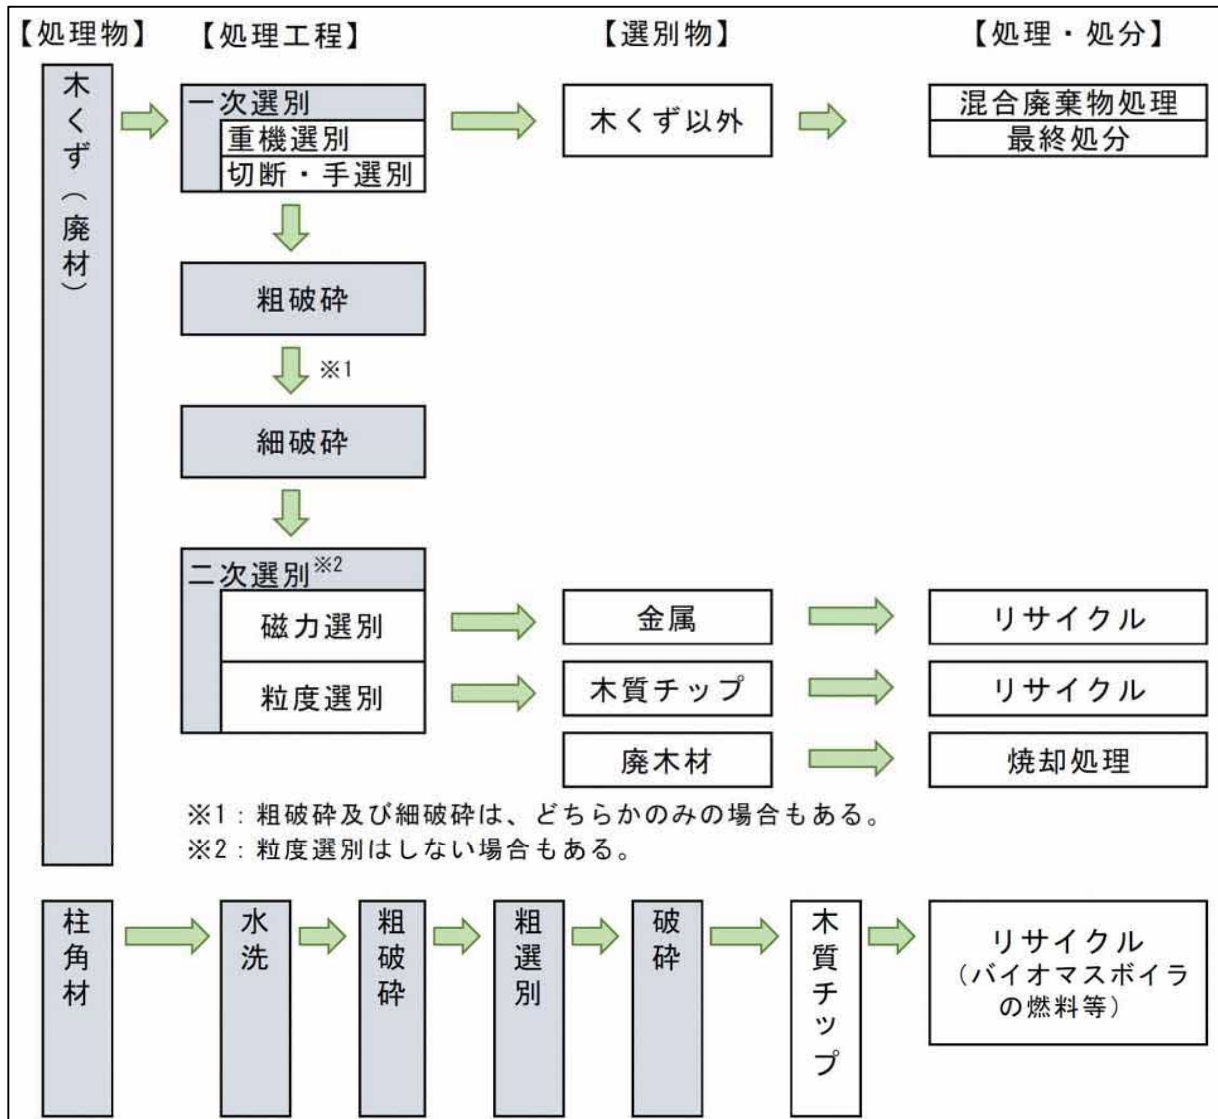 【処理物】 【処理工程】 【選別物】 【処理・処分】
木くず（廃材）
一次選別
重機選別
切断・手選別
木くず以外
混合廃棄物処理
最終処分
粗破砕
※1
細破砕
二次選別※2
磁力選別
金属
リサイクル
粒度選別
木質チップ
リサイクル
廃木材
焼却処理
※1：粗破砕及び細破砕は、どちらかのみの場合もある。
※2：粒度選別はしない場合もある。
柱角材
水洗
粗破砕
粗選別
破砕
木質チップ
リサイクル
（バイオマスボイラ
の燃料等）